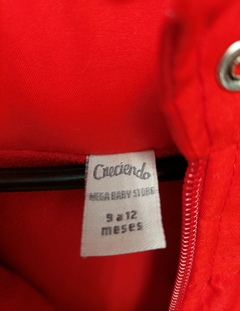 Creciendo
MEGA BABY STORE
9 a 12
meses